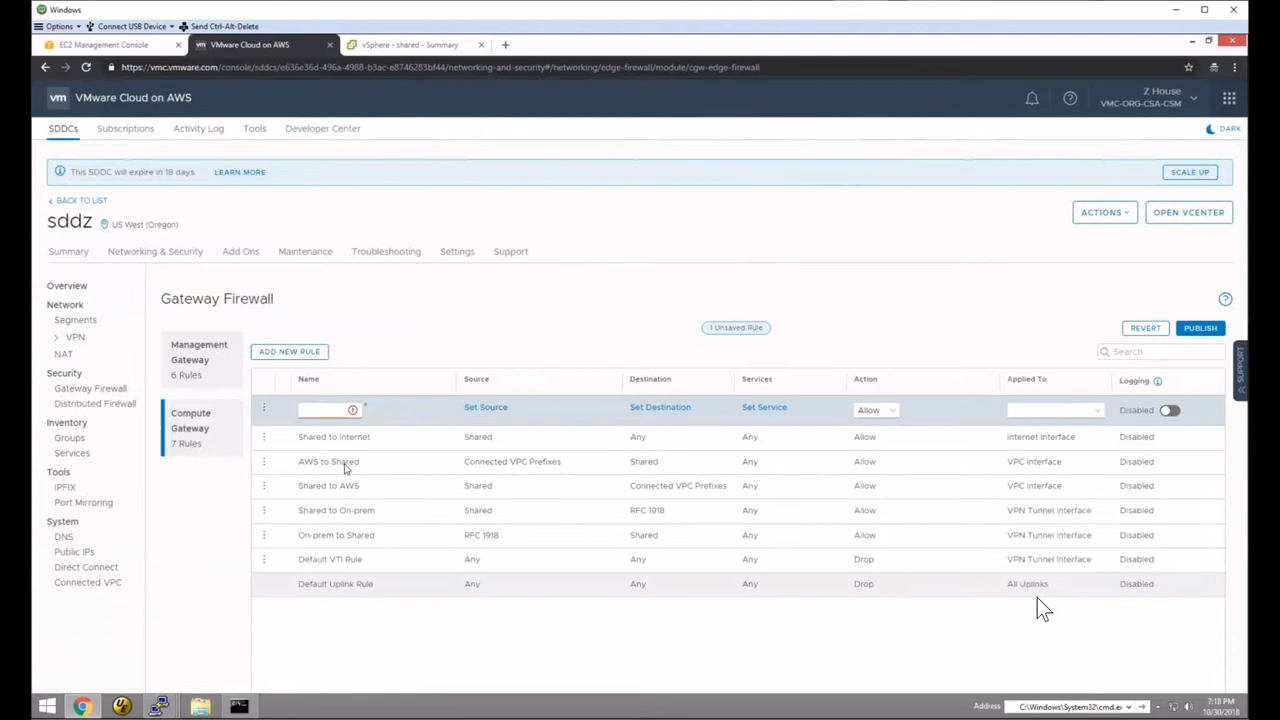 Windows
Options Connect USB Device Send Ctrl-Alt-Delete
EC2 Management Console VMware Cloud on AWS vSphere - shared - Summary
https://vmc.vmware.com/console/sddcs/e636e36d-496a-4988-b3ac-e8746283bf44/networking-and-security#/networking/edge-firewall/module/cgw-edge-firewall
vm VMware Cloud on AWS
Z House
VMC-ORG-CSA-CSM
SDDCs Subscriptions Activity Log Tools Developer Center DARK
This SDDC will expire in 18 days. LEARN MORE SCALE UP
BACK TO LIST
sddz US West (Oregon) ACTIONS OPEN VCENTER
Summary Networking & Security Add Ons Maintenance Troubleshooting Settings Support
Overview
Network
Segments
VPN
NAT
Security
Gateway Firewall
Distributed Firewall
Inventory
Groups
Services
Tools
IPFIX
Port Mirroring
System
DNS
Public IPs
Direct Connect
Connected VPC
Gateway Firewall
1 Unsaved Rule REVERT PUBLISH
Management
Gateway
6 Rules
Compute
Gateway
7 Rules
ADD NEW RULE Search
Name Source Destination Services Action Applied To Logging
* Set Source Set Destination Set Service Allow Disabled
Shared to Internet Shared Any Any Allow Internet Interface Disabled
AWS to Shared Connected VPC Prefixes Shared Any Allow VPC Interface Disabled
Shared to AWS Shared Connected VPC Prefixes Any Allow VPC Interface Disabled
Shared to On-prem Shared RFC 1918 Any Allow VPN Tunnel Interface Disabled
On-prem to Shared RFC 1918 Shared Any Allow VPN Tunnel Interface Disabled
Default VTI Rule Any Any Any Drop VPN Tunnel Interface Disabled
Default Uplink Rule Any Any Any Drop All Uplinks Disabled
SUPPORT
Address C:\Windows\System32\cmd.ex 7:18 PM
10/30/2018